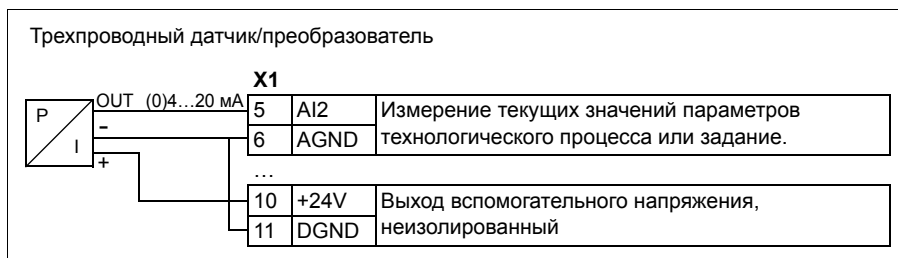 Трехпроводный датчик/преобразователь
X1
P
I
OUT (0)4...20 мА
-
+
5 AI2 Измерение текущих значений параметров
6 AGND технологического процесса или задание.
...
10 +24V Выход вспомогательного напряжения,
11 DGND неизолированный